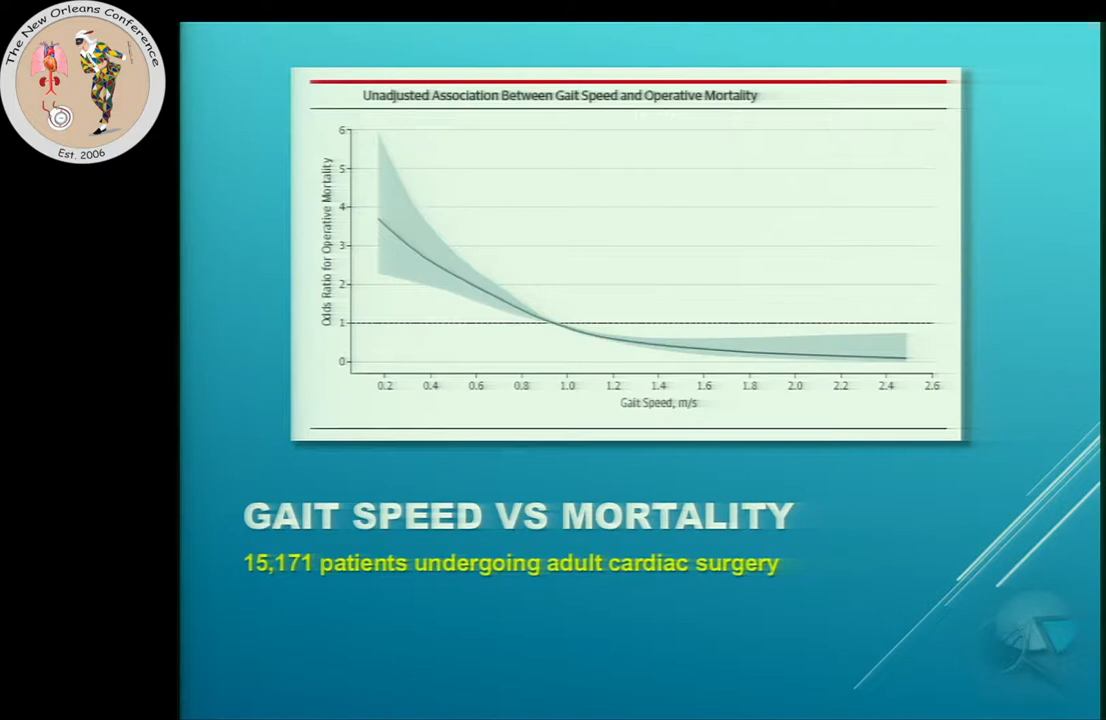 The New Orleans Conference
Est. 2006
Unadjusted Association Between Gait Speed and Operative Mortality
Odds Ratio for Operative Mortality
6
5
4
3
2
1
0
0.2 0.4 0.6 0.8 1.0 1.2 1.4 1.6 1.8 2.0 2.2 2.4 2.6
Gait Speed, m/s
GAIT SPEED VS MORTALITY
15,171 patients undergoing adult cardiac surgery